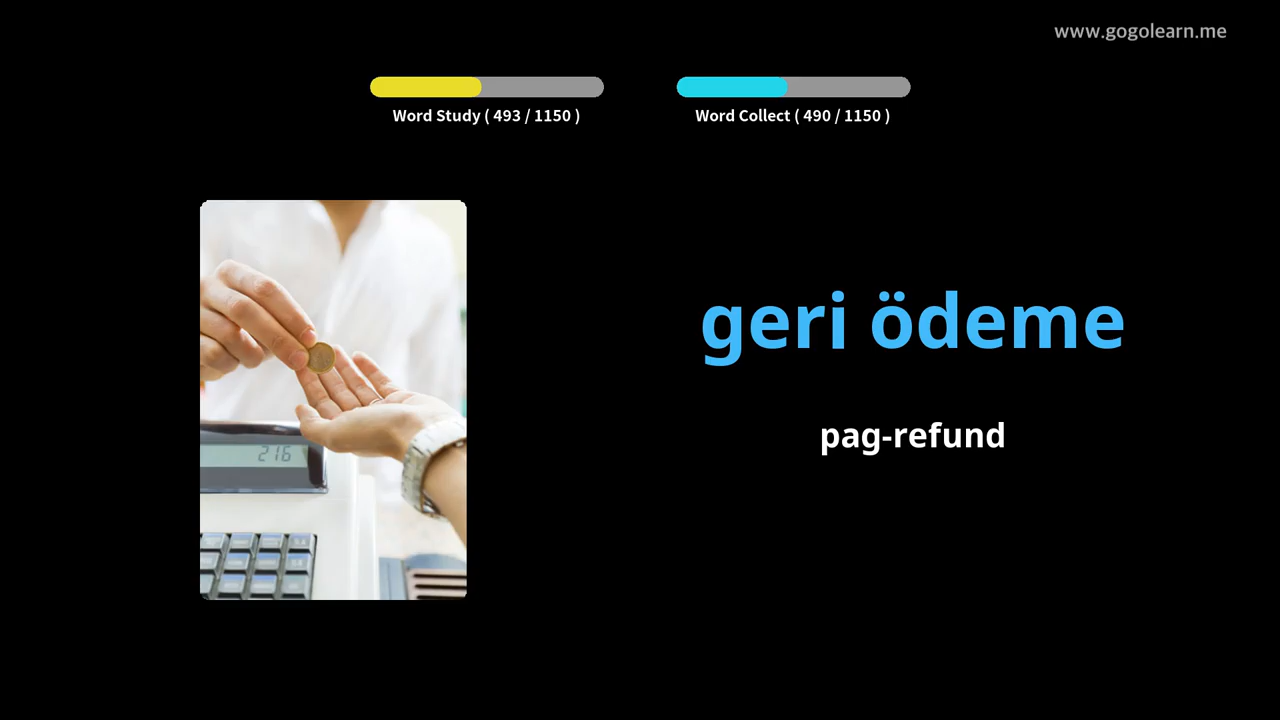 www.gogolearn.me
Word Study ( 493 / 1150 )
Word Collect ( 490 / 1150 )
216
geri ödeme
pag-refund